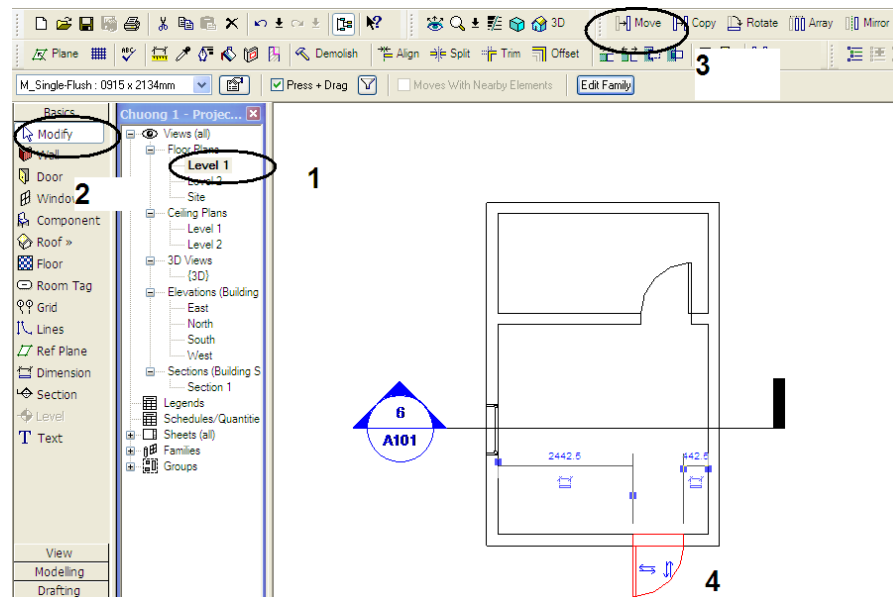 3D Move Copy Rotate Array Mirror
Plane Demolish Align Split Trim Offset
3
M_Single-Flush : 0915 x 2134mm Press + Drag Moves With Nearby Elements Edit Family
Basics
Modify
Wall
Door
Window
2
Component
Roof »
Floor
Room Tag
Grid
Lines
Ref Plane
Dimension
Section
Level
Text
View
Modelling
Drafting
Chuong 1 - Projec...
Views (all)
Floor Plans
Level 1
Level 2
Site
Ceiling Plans
Level 1
Level 2
3D Views
{3D}
Elevations (Building
East
North
South
West
Sections (Building S
Section 1
Legends
Schedules/Quantitie
Sheets (all)
Families
Groups
1
6
A101
2442.5
442.5
4